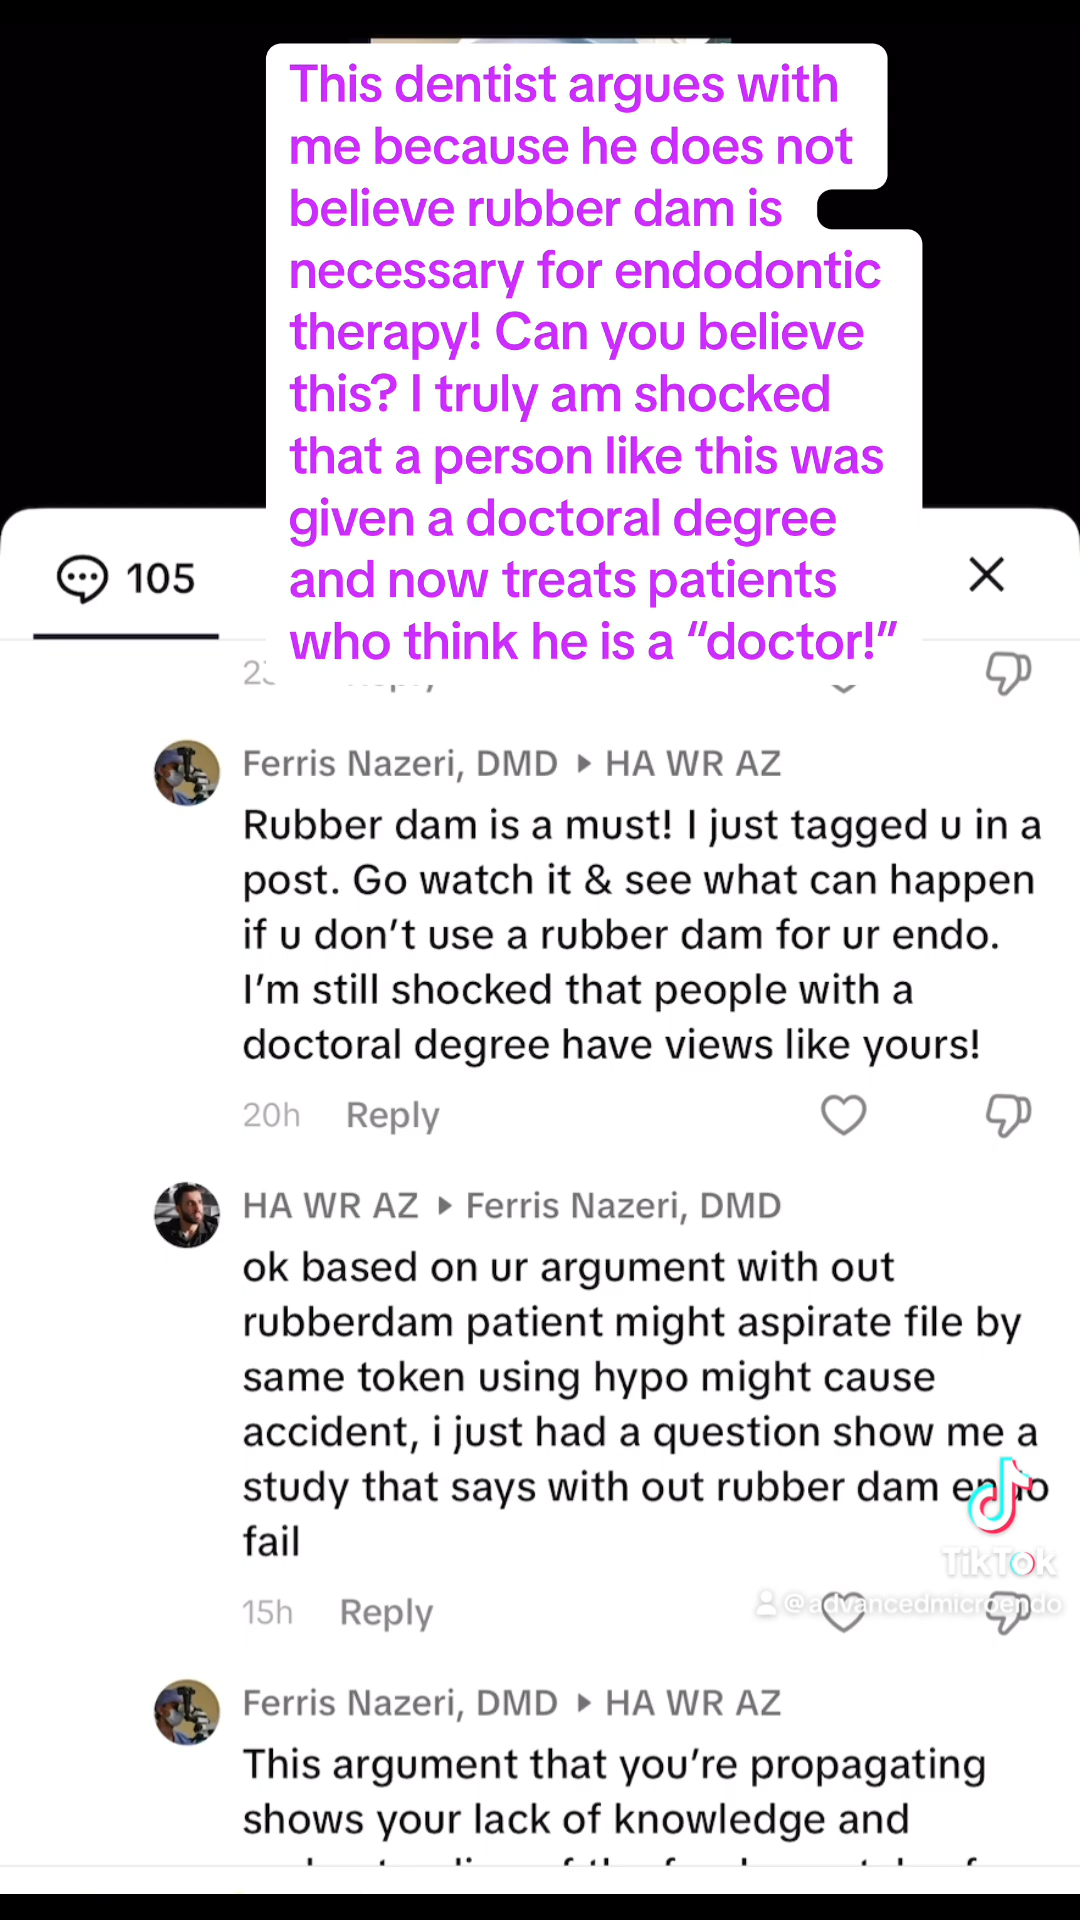 This dentist argues with
me because he does not
believe rubber dam is
necessary for endodontic
therapy! Can you believe
this? I truly am shocked
that a person like this was
given a doctoral degree
and now treats patients
who think he is a “doctor!”
105
Ferris Nazeri, DMD ▸ HA WR AZ
Rubber dam is a must! I just tagged u in a
post. Go watch it & see what can happen
if u don’t use a rubber dam for ur endo.
I’m still shocked that people with a
doctoral degree have views like yours!
20h Reply
HA WR AZ ▸ Ferris Nazeri, DMD
ok based on ur argument with out
rubberdam patient might aspirate file by
same token using hypo might cause
accident, i just had a question show me a
study that says with out rubber dam endo
fail
TikTok
15h Reply
@advancedmicroendo
Ferris Nazeri, DMD ▸ HA WR AZ
This argument that you’re propagating
shows your lack of knowledge and